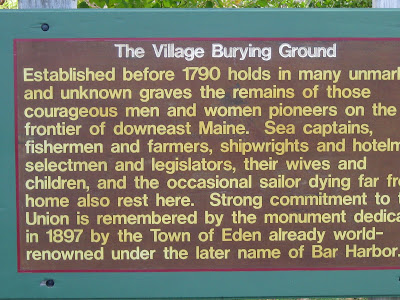 The Village Burying Ground
Established before 1790 holds in many unmark
and unknown graves the remains of those
courageous men and women pioneers on the
frontier of downeast Maine. Sea captains,
fishermen and farmers, shipwrights and hotelm
selectmen and legislators, their wives and
children, and the occasional sailor dying far fr
home also rest here. Strong commitment to t
Union is remembered by the monument dedica
in 1897 by the Town of Eden already world-
renowned under the later name of Bar Harbor.